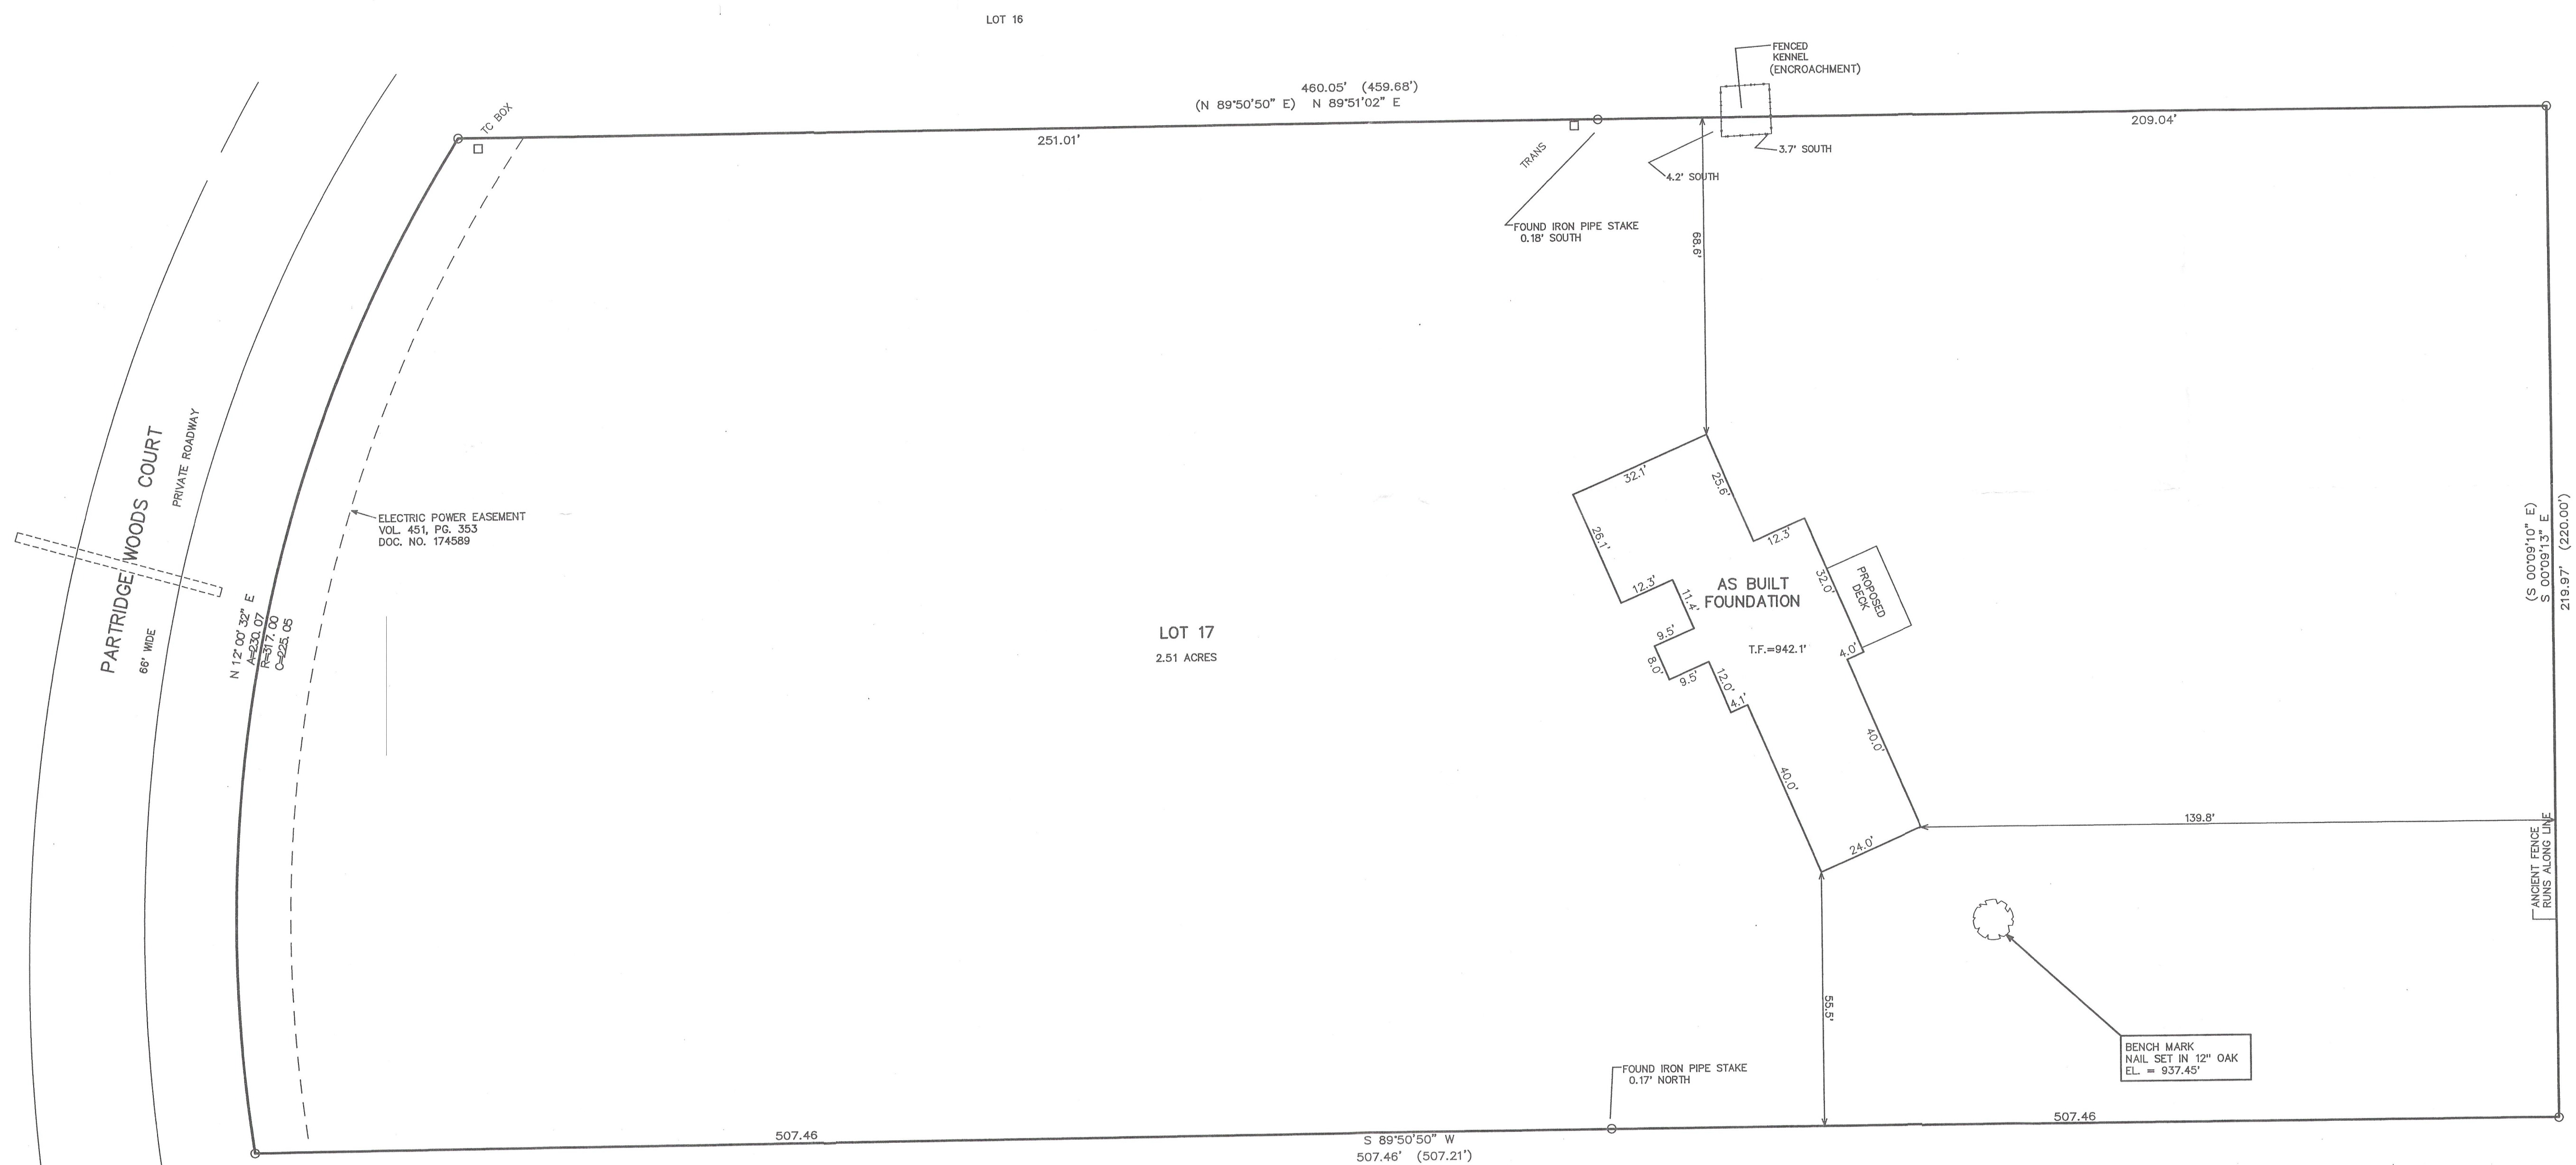 LOT 16
FENCED
KENNEL
(ENCROACHMENT)
460.05' (459.68')
(N 89°50'50" E) N 89°51'02" E
TC BOX
251.01'
209.04'
TRANS
3.7' SOUTH
4.2' SOUTH
FOUND IRON PIPE STAKE
0.18' SOUTH
68.6'
PARTRIDGE WOODS COURT
PRIVATE ROADWAY
66' WIDE
ELECTRIC POWER EASEMENT
VOL. 451, PG. 353
DOC. NO. 174589
N 12°00'32" E
A=230.07
R=317.00
C=225.05
LOT 17
2.51 ACRES
32.1'
25.6'
26.1'
12.3'
12.3'
11.4'
AS BUILT
FOUNDATION
32.0'
PROPOSED
DECK
9.5'
8.0'
9.5'
T.F.=942.1'
4.0'
12.0'
4.1'
40.0'
40.0'
24.0'
139.8'
(S 00°09'10" E)
S 00°09'13" E
219.97' (220.00')
ANCIENT FENCE
RUNS ALONG LINE
55.5'
BENCH MARK
NAIL SET IN 12" OAK
EL. = 937.45'
FOUND IRON PIPE STAKE
0.17' NORTH
507.46
507.46
S 89°50'50" W
507.46' (507.21')